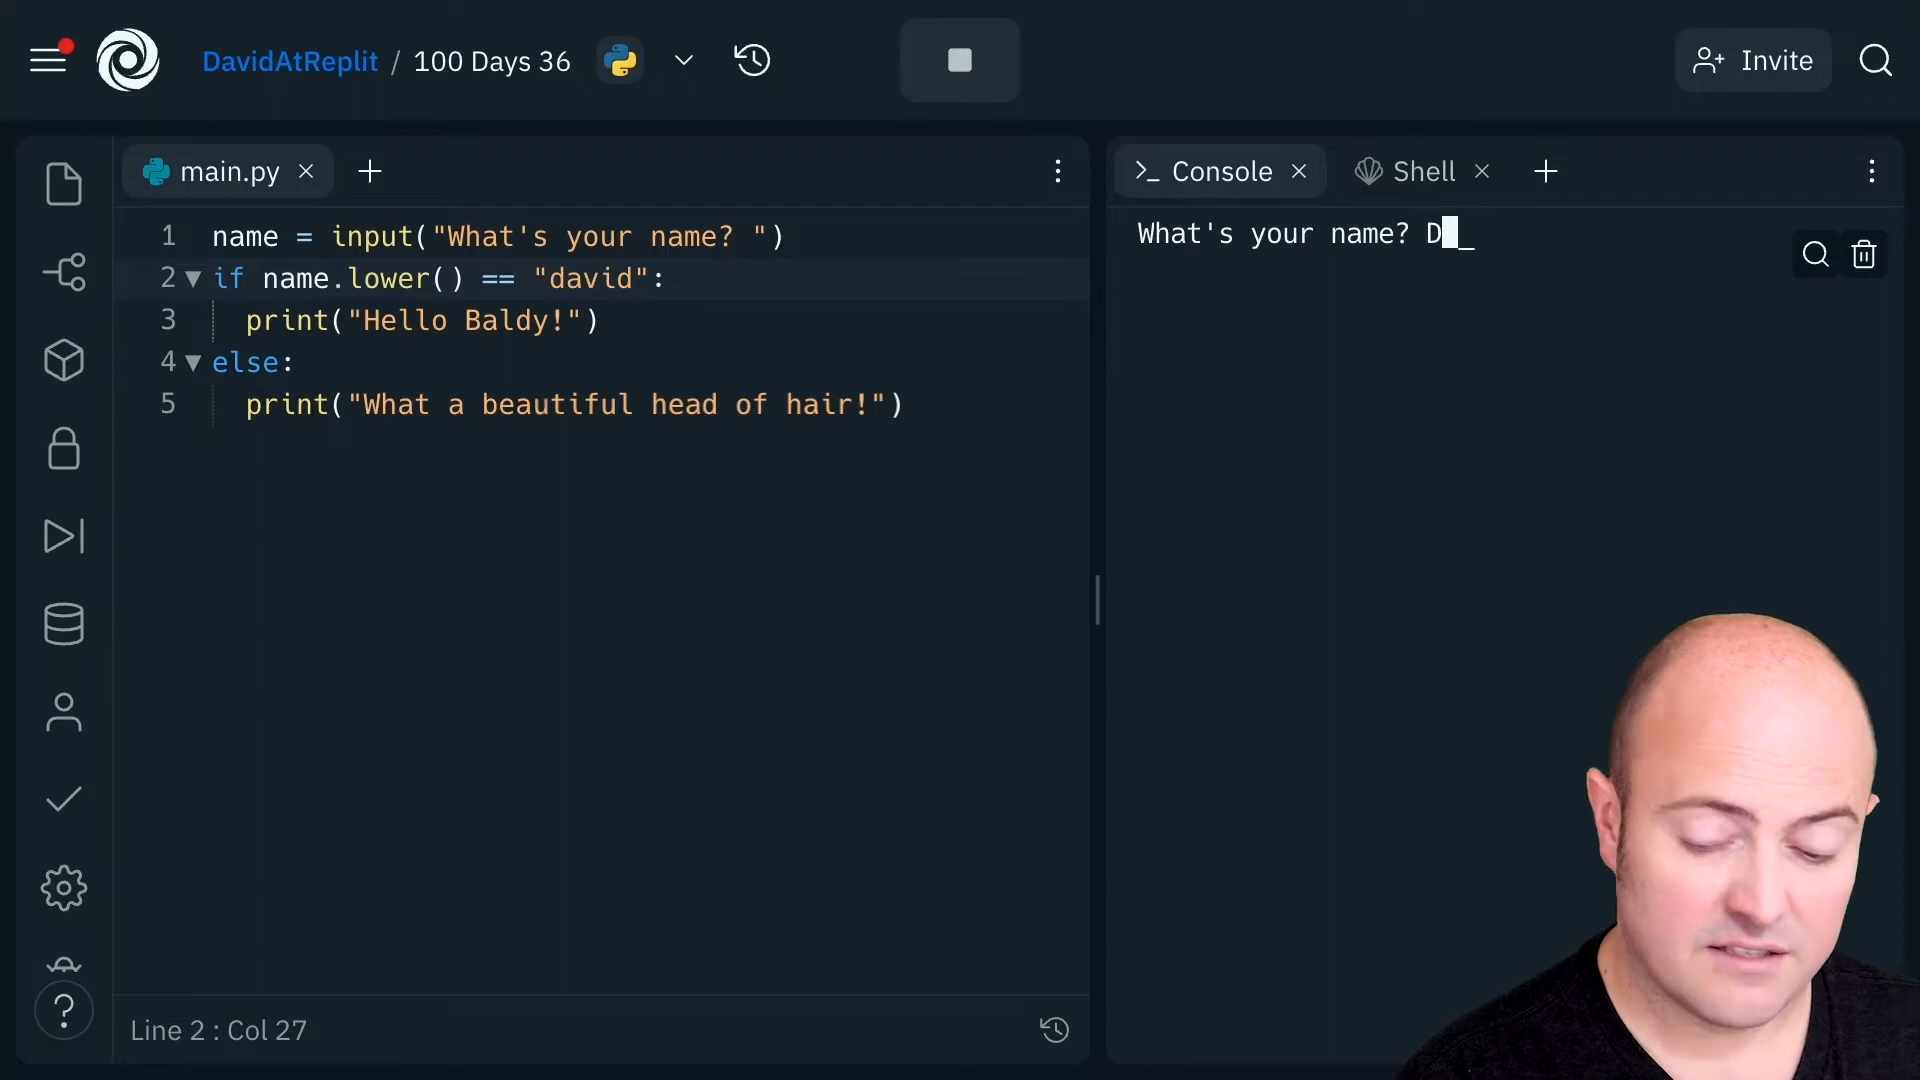 DavidAtReplit / 100 Days 36
Invite
main.py
Console
Shell
1 name = input("What's your name? ")
2 if name.lower() == "david":
3 print("Hello Baldy!")
4 else:
5 print("What a beautiful head of hair!")
What's your name? D
?
Line 2 : Col 27